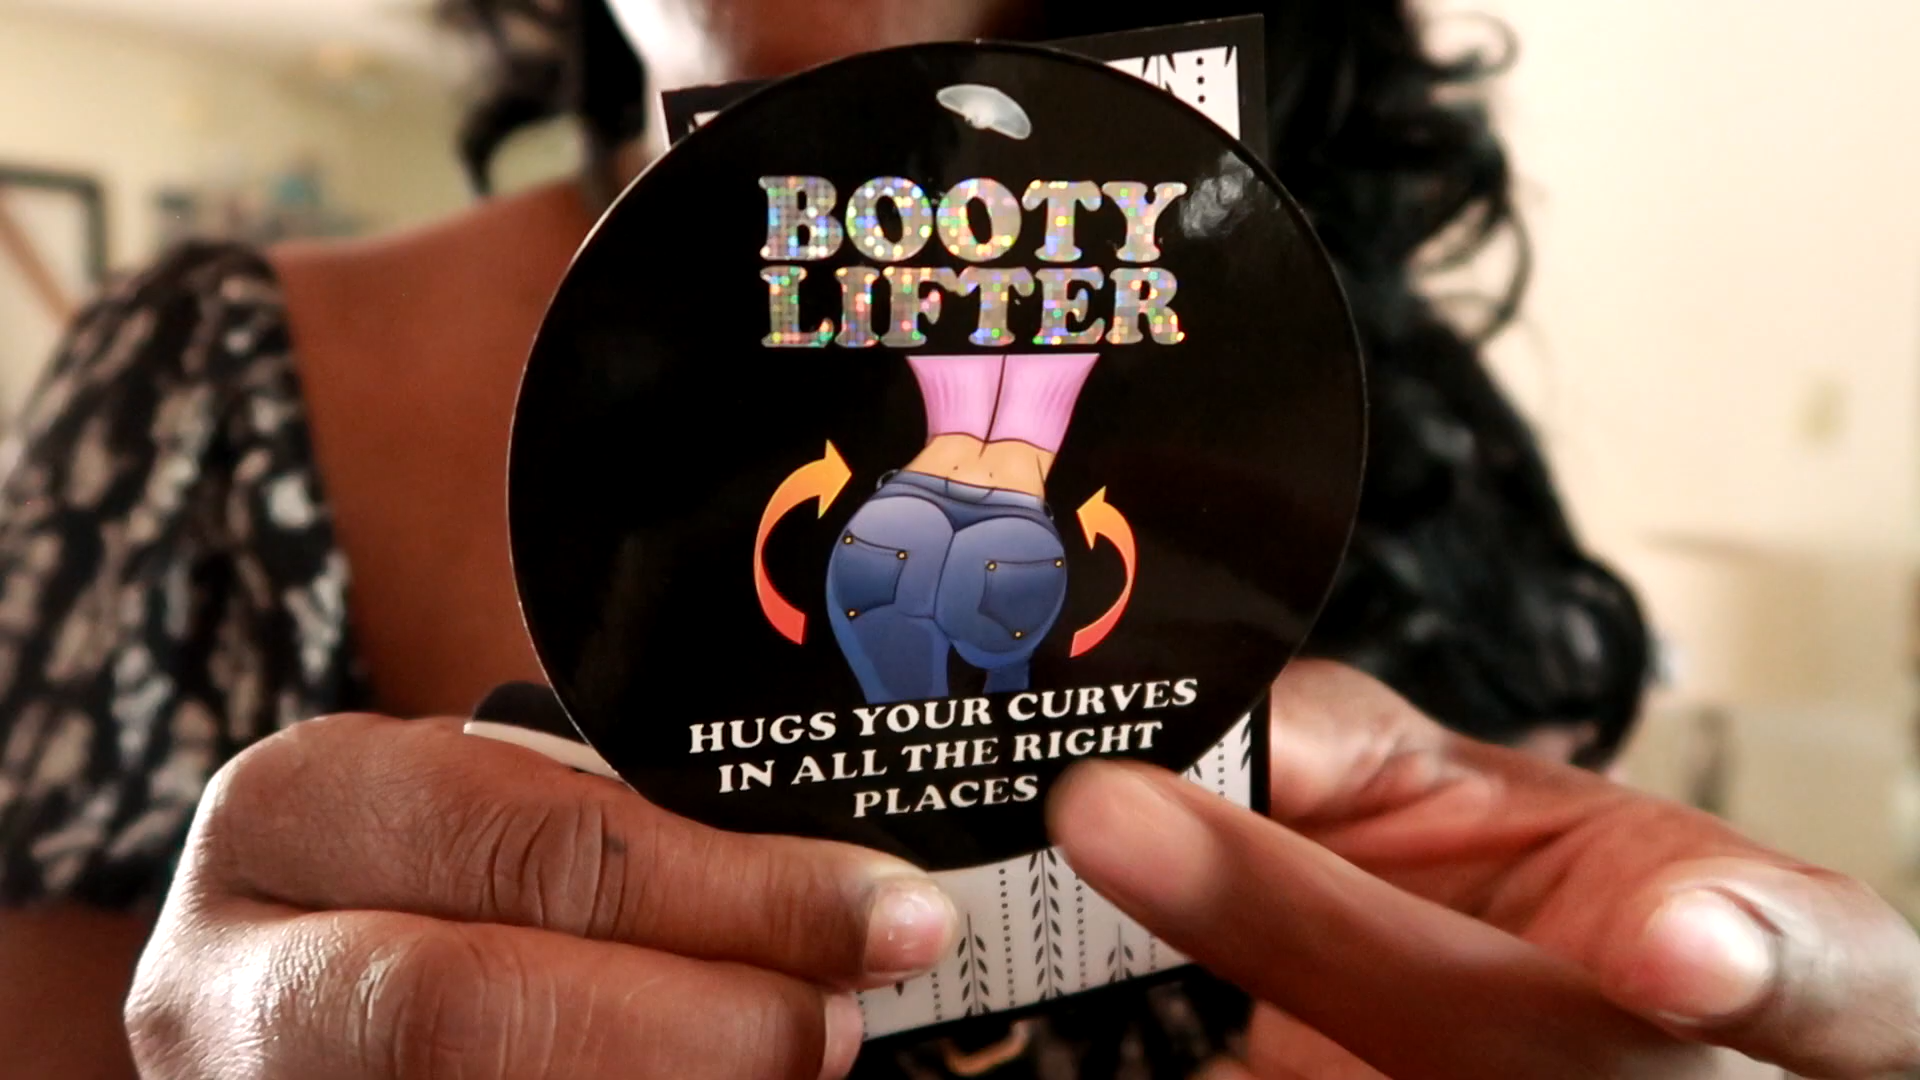 BOOTY
LIFTER
HUGS YOUR CURVES
IN ALL THE RIGHT
PLACES